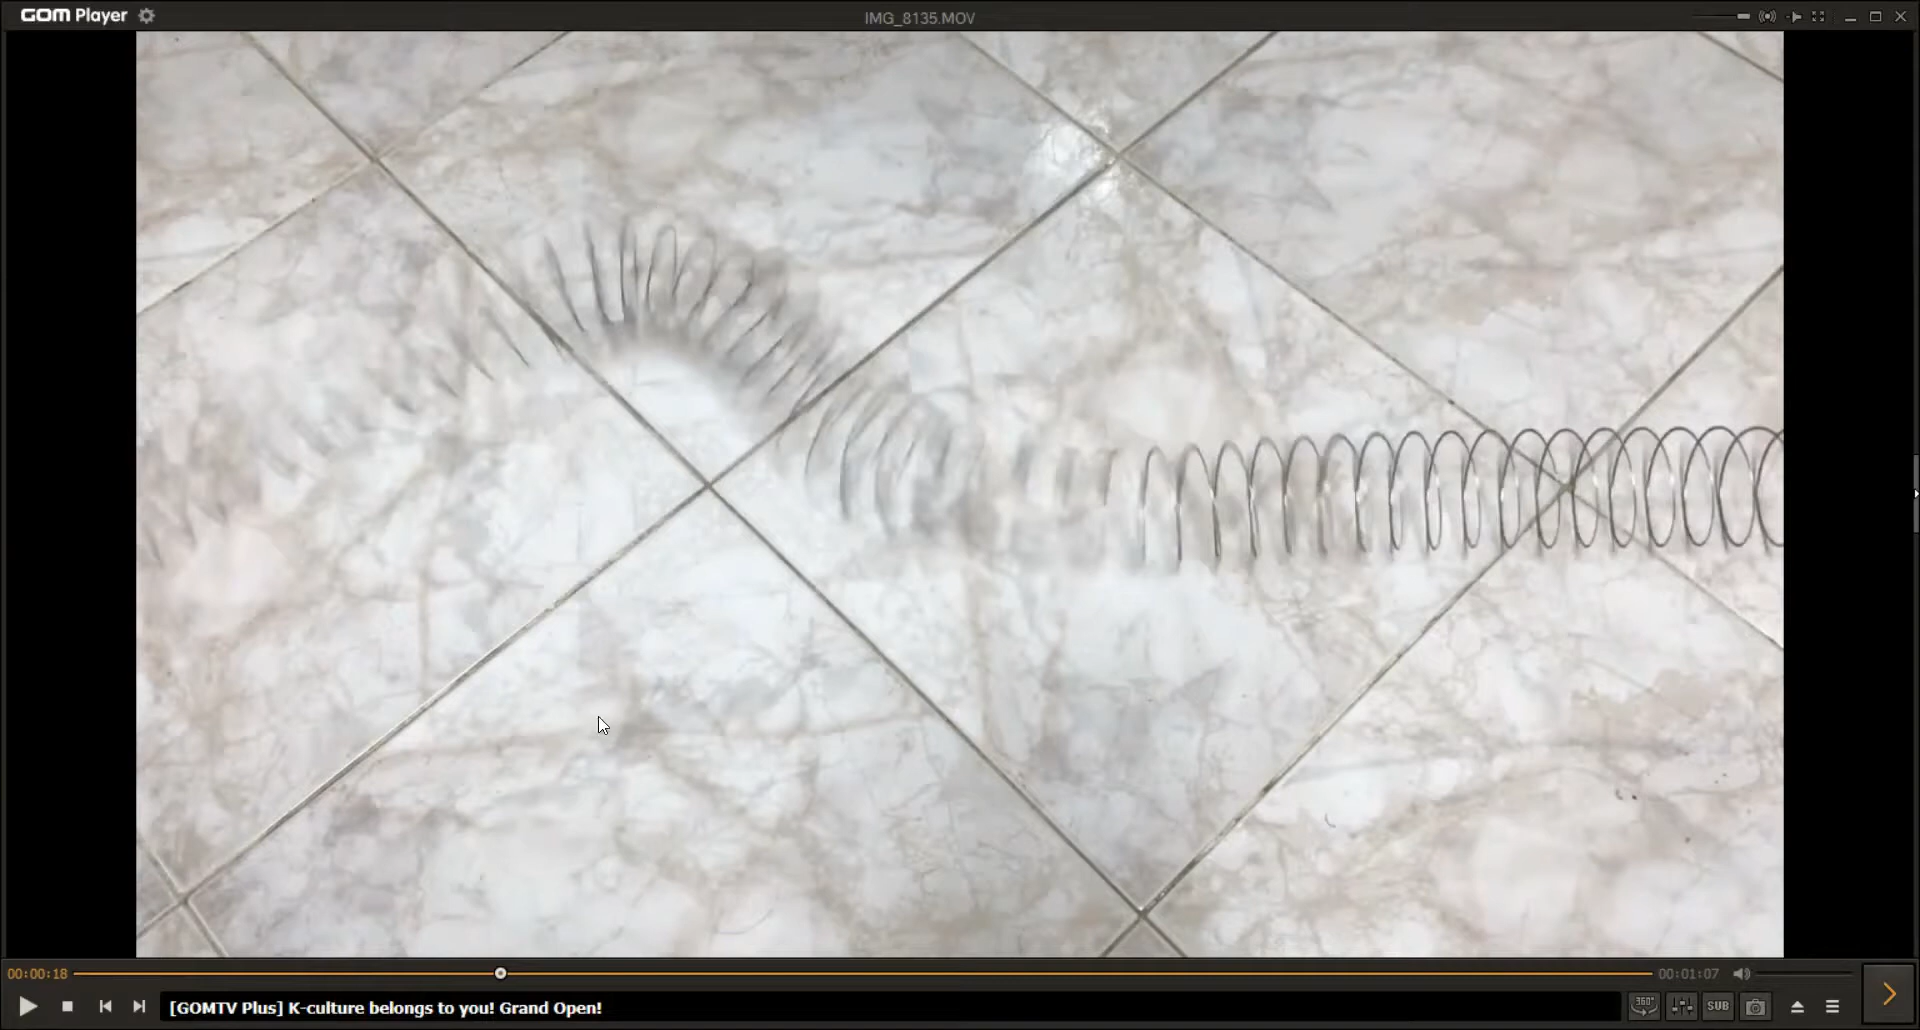 GOM Player
IMG_8135.MOV
00:00:18
00:01:07
[GOMTV Plus] K-culture belongs to you! Grand Open!
360°
SUB